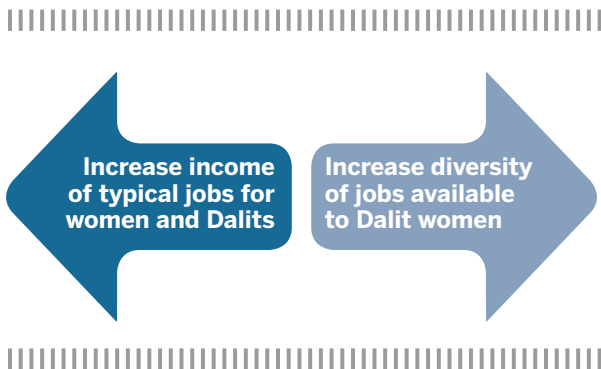 Increase income
of typical jobs for
women and Dalits
Increase diversity
of jobs available
to Dalit women